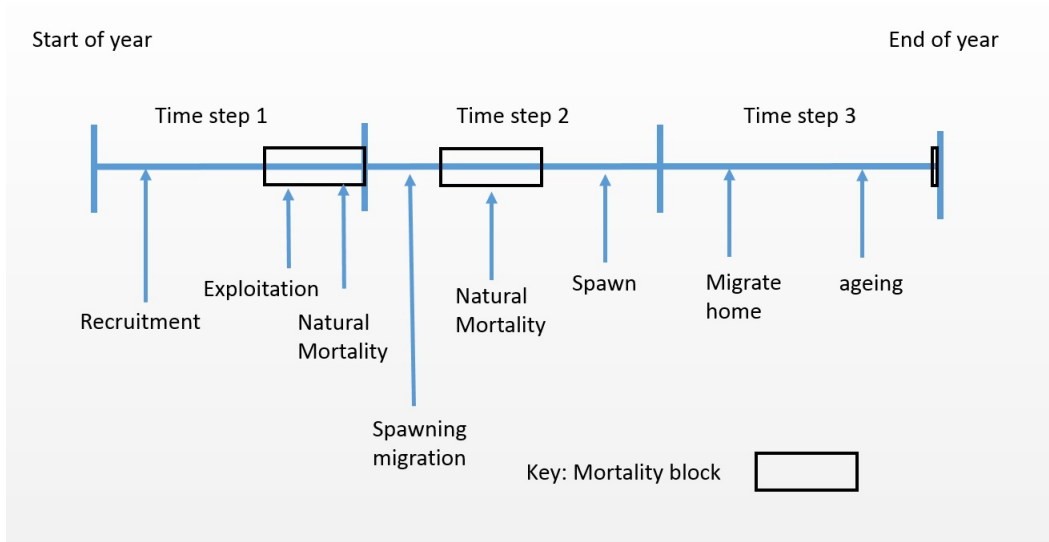 Start of year
End of year
Time step 1
Time step 2
Time step 3
Exploitation
Recruitment
Natural
Mortality
Spawning
migration
Natural
Mortality
Spawn
Migrate
home
ageing
Key: Mortality block